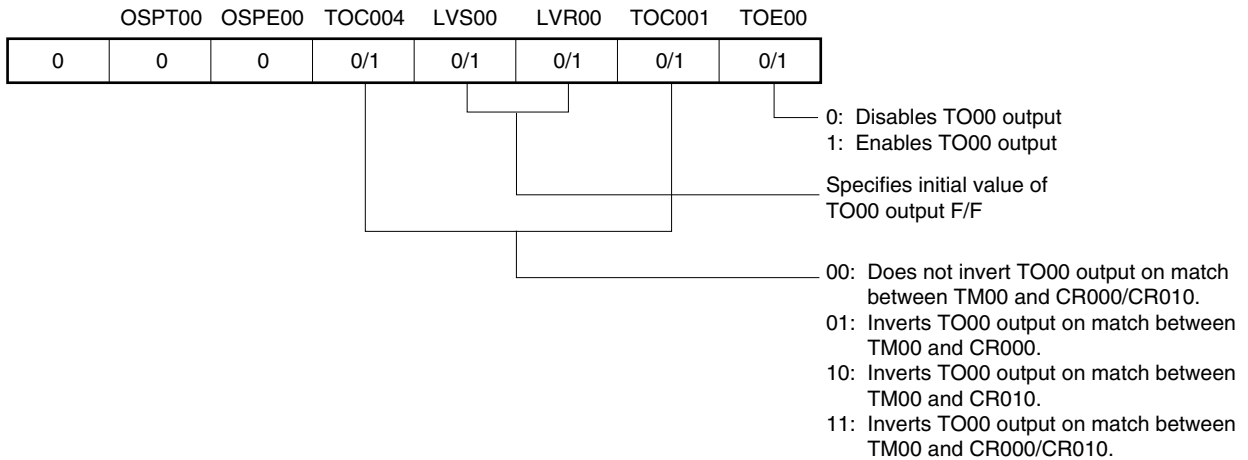 OSPT00 OSPE00 TOC004 LVS00 LVR00 TOC001 TOE00
0 0 0 0/1 0/1 0/1 0/1 0/1
0: Disables TO00 output
1: Enables TO00 output
Specifies initial value of
TO00 output F/F
00: Does not invert TO00 output on match
between TM00 and CR000/CR010.
01: Inverts TO00 output on match between
TM00 and CR000.
10: Inverts TO00 output on match between
TM00 and CR010.
11: Inverts TO00 output on match between
TM00 and CR000/CR010.